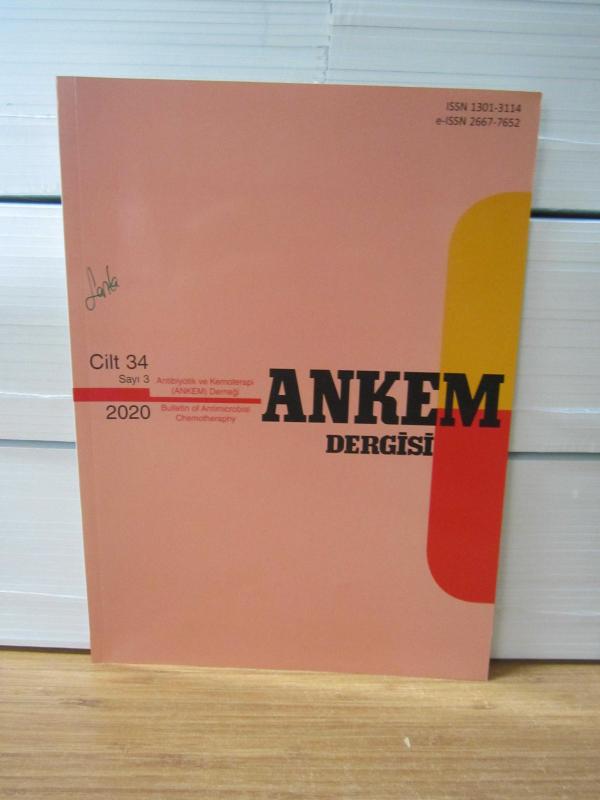 ISSN 1301-3114
e-ISSN 2667-7652
Cilt 34
Sayı 3
2020
Antibiyotik ve Kemoterapi
(ANKEM) Derneği
Bulletin of Antimicrobial
Chemotheraphy
ANKEM
DERGİSİ